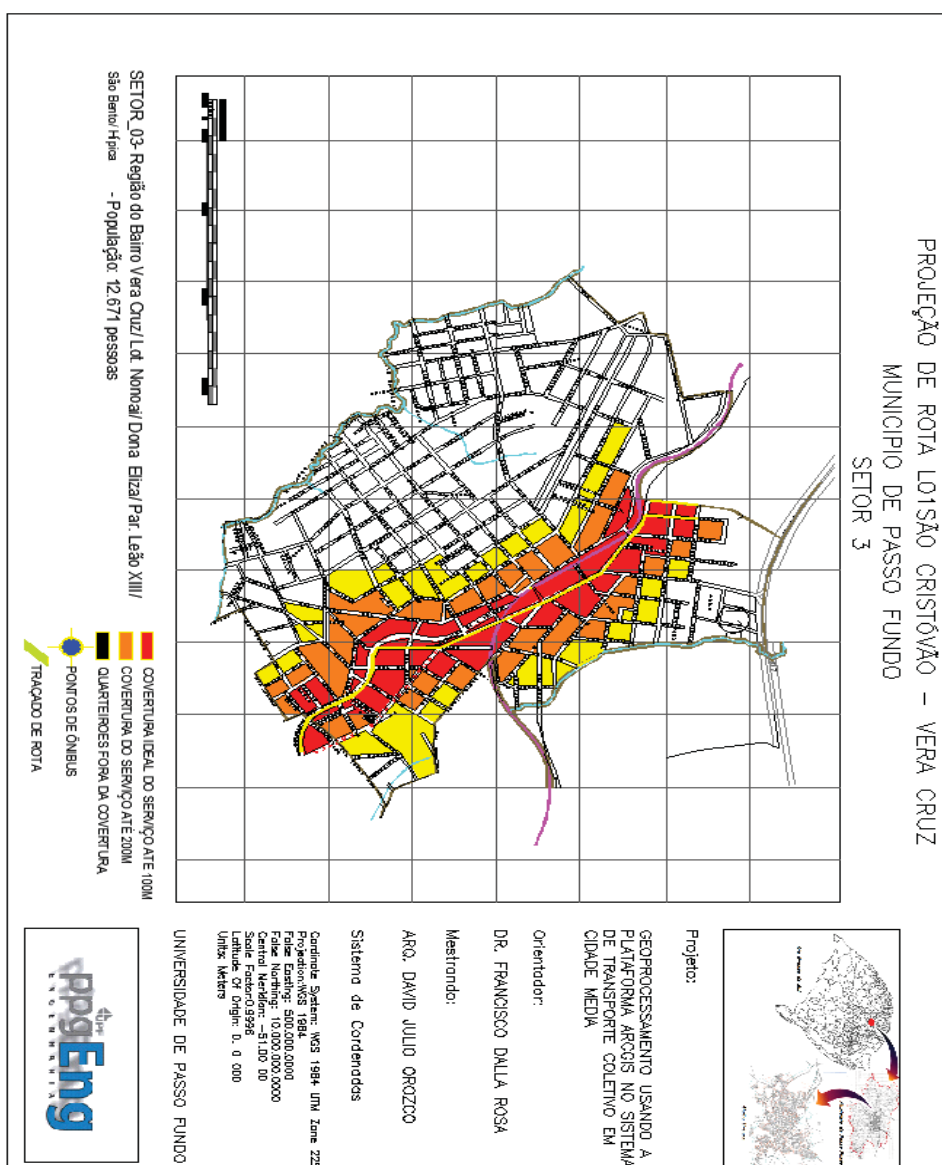 PROJEÇÃO DE ROTA L01SÃO CRISTÓVÃO - VERA CRUZ
MUNICIPIO DE PASSO FUNDO
SETOR 3
SETOR_03- Região do Bairro Vera Cruz/ Lot. Nonoai/ Dona Eliza/ Par. Leão XIII/
São Bento/ Hípica - População: 12.671 pessoas
COVERTURA IDEAL DO SERVIÇO ATE 100M
COVERTURA DO SERVIÇO ATÉ 200M
QUARTEIROES FORA DA COVERTURA
PONTOS DE ÔNIBUS
TRAÇADO DE ROTA
Projeto:
GEOPROCESSAMENTO USANDO A
PLATAFORMA ARCGIS NO SISTEMA
DE TRANSPORTE COLETIVO EM
CIDADE MEDIA
Orientador:
DR. FRANCISCO DALLA ROSA
Mestrando:
ARQ. DAVID JULIO OROZCO
Sistema de Cordenadas
Cordinate System: WGS 1984 UTM Zone 22S
Projection:WGS 1984
False Easting: 500.000.0000
False Northing: 10.000.000.0000
Central Meridian: -51.00 00
Scale Factor:0.9996
Latitude Of Origin: 0. 0 000
Units: Meters
UNIVERSIDADE DE PASSO FUNDO
UPF
ppgEng
ENGENHARIA